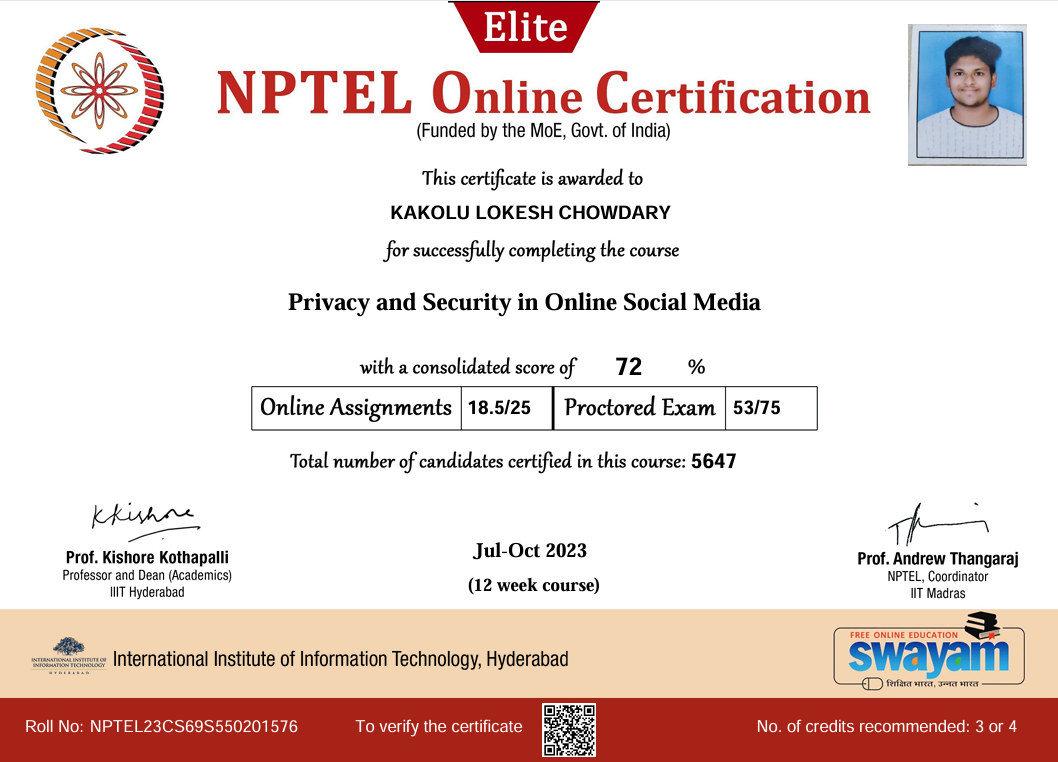 Elite
NPTEL Online Certification
(Funded by the MoE, Govt. of India)
This certificate is awarded to
KAKOLU LOKESH CHOWDARY
for successfully completing the course
Privacy and Security in Online Social Media
with a consolidated score of 72 %
Online Assignments 18.5/25 Proctored Exam 53/75
Total number of candidates certified in this course: 5647
Kkishore
Prof. Kishore Kothapalli
Professor and Dean (Academics)
IIIT Hyderabad
Jul-Oct 2023
(12 week course)
Prof. Andrew Thangaraj
NPTEL, Coordinator
IIT Madras
INTERNATIONAL INSTITUTE OF
INFORMATION TECHNOLOGY
HYDERABAD
International Institute of Information Technology, Hyderabad
FREE ONLINE EDUCATION
swayam
शिक्षित भारत, उन्नत भारत
Roll No: NPTEL23CS69S550201576
To verify the certificate
No. of credits recommended: 3 or 4